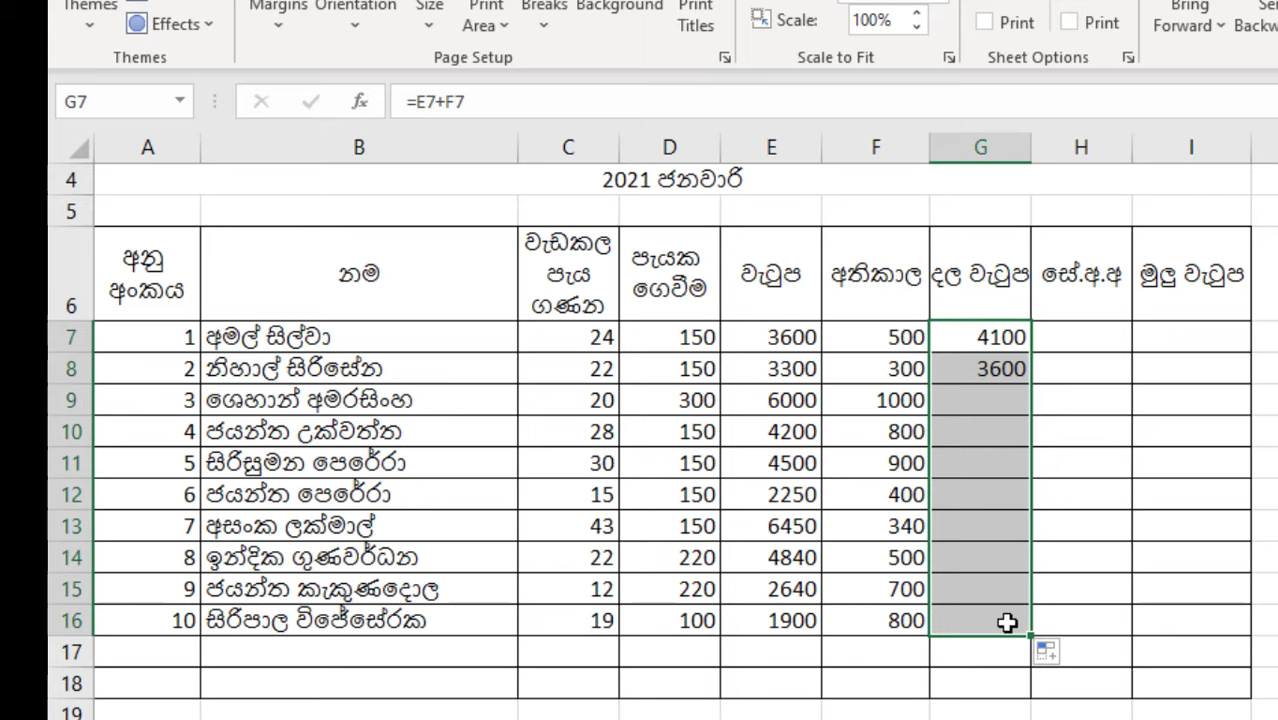 Themes Margins Orientation Size Print Breaks Background Print Bring
Effects Area Titles Scale: 100% Print Print Forward Backw
Themes Page Setup Scale to Fit Sheet Options
G7 fx =E7+F7
A B C D E F G H I
4 2021 ජනවාරි
5
6 අනු අංකය නම වැඩකල පැය ගණන පැයක ගෙවීම වැටුප අතිකාල දල වැටුප සේ.අ.අ මුලු වැටුප
7 1 අමල් සිල්වා 24 150 3600 500 4100
8 2 නිහාල් සිරිසේන 22 150 3300 300 3600
9 3 ශෙහාන් අමරසිංහ 20 300 6000 1000
10 4 ජයන්ත උක්වත්ත 28 150 4200 800
11 5 සිරිසුමන පෙරේරා 30 150 4500 900
12 6 ජයන්ත පෙරේරා 15 150 2250 400
13 7 අසංක ලක්මාල් 43 150 6450 340
14 8 ඉන්දික ගුණවර්ධන 22 220 4840 500
15 9 ජයන්ත කැකුණදොල 12 220 2640 700
16 10 සිරිපාල විජේසේරක 19 100 1900 800
17
18
19